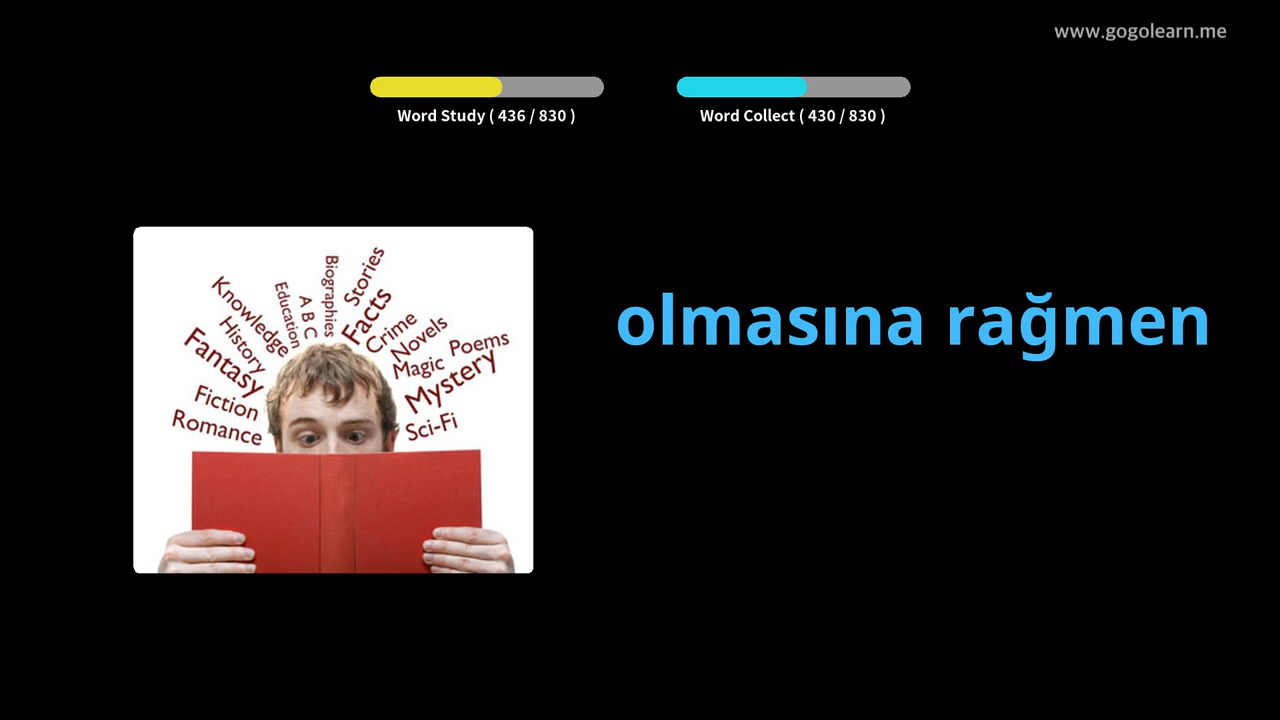 www.gogolearn.me
Word Study ( 436 / 830 )
Word Collect ( 430 / 830 )
olmasına rağmen
Knowledge
Education
A B C
Biographies
Stories
Facts
History
Crime
Novels
Fantasy
Magic
Poems
Mystery
Fiction
Romance
Sci-Fi